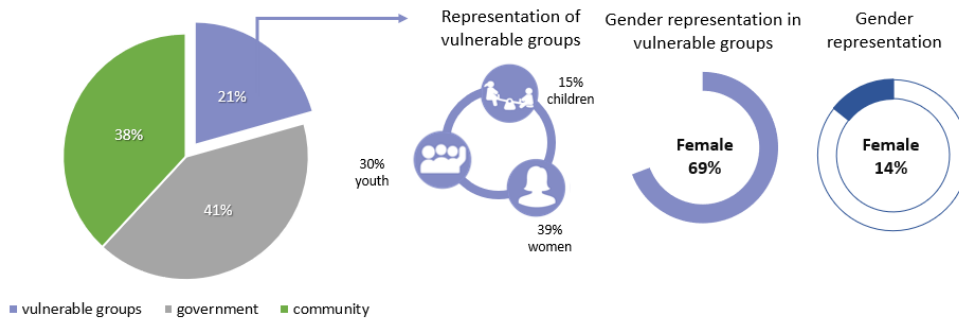 Representation of
vulnerable groups
Gender representation in
vulnerable groups
Gender
representation
21%
38%
41%
15%
children
30%
youth
39%
women
Female
69%
Female
14%
vulnerable groups
government
community